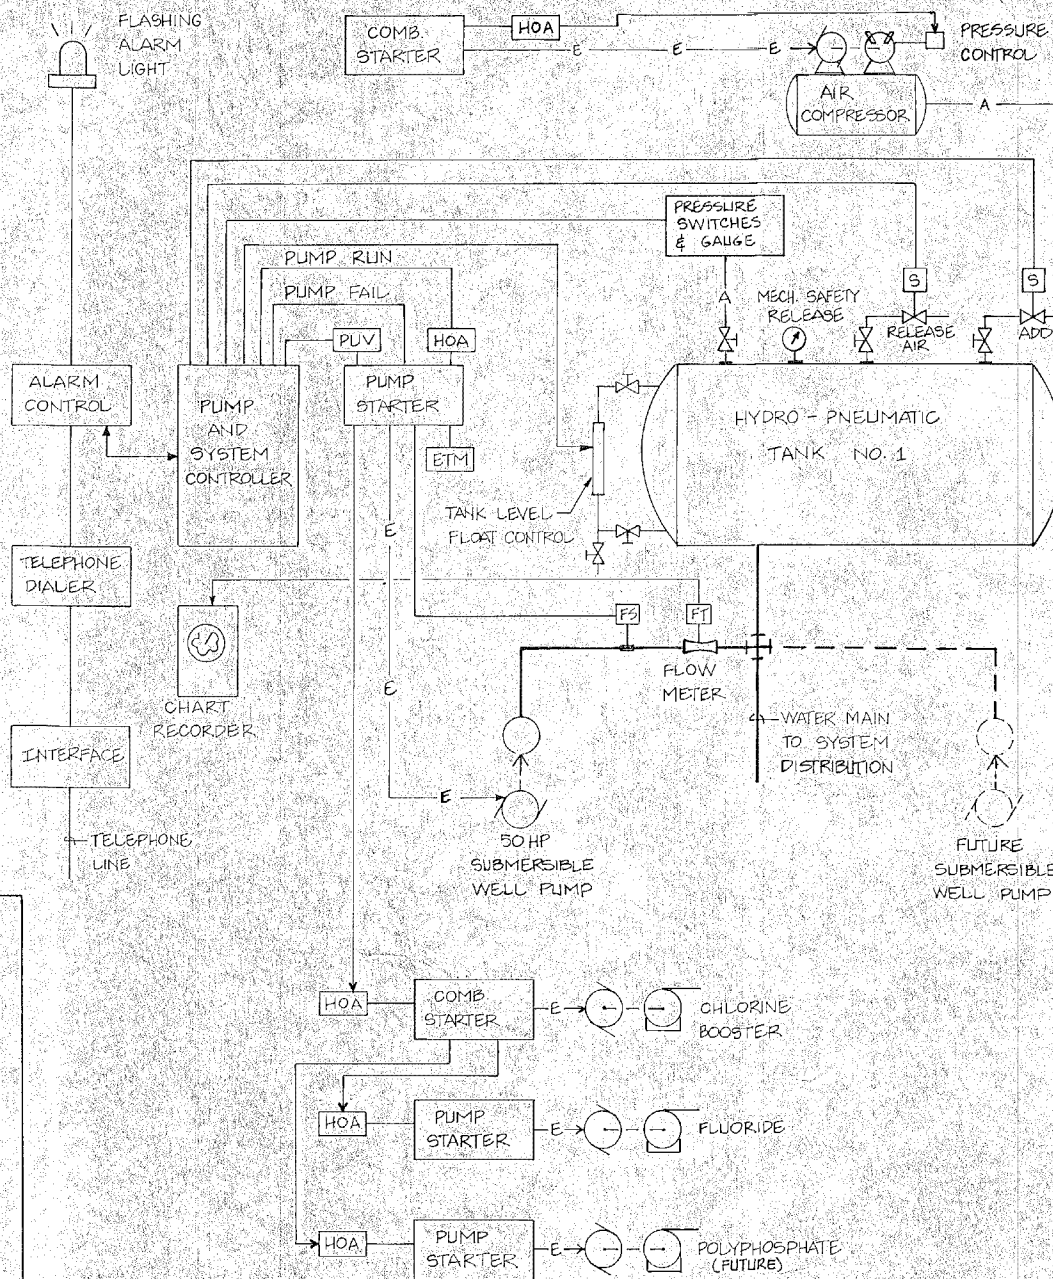 FLASHING
ALARM
LIGHT
COMB.
STARTER
HOA
E
E
E
PRESSURE
CONTROL
AIR
COMPRESSOR
A
PRESSURE
SWITCHES
& GAUGE
PUMP RUN
PUMP FAIL
PUV
HOA
A
MECH. SAFETY
RELEASE
S
S
RELEASE
AIR
ADD
ALARM
CONTROL
PUMP
AND
SYSTEM
CONTROLLER
PUMP
STARTER
ETM
HYDRO-PNEUMATIC
TANK NO. 1
TANK LEVEL
FLOAT CONTROL
E
TELEPHONE
DIALER
FS
FT
FLOW
METER
CHART
RECORDER
E
WATER MAIN
TO SYSTEM
DISTRIBUTION
INTERFACE
E
TELEPHONE
LINE
50 HP
SUBMERSIBLE
WELL PUMP
FUTURE
SUBMERSIBLE
WELL PUMP
HOA
COMB.
STARTER
E
CHLORINE
BOOSTER
HOA
PUMP
STARTER
E
FLUORIDE
HOA
PUMP
STARTER
E
POLYPHOSPHATE
(FUTURE)